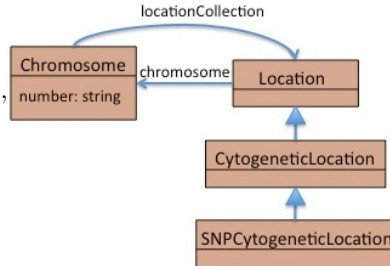 locationCollection
Chromosome
number: string
chromosome
Location
CytogeneticLocation
SNPCytogeneticLocation
,